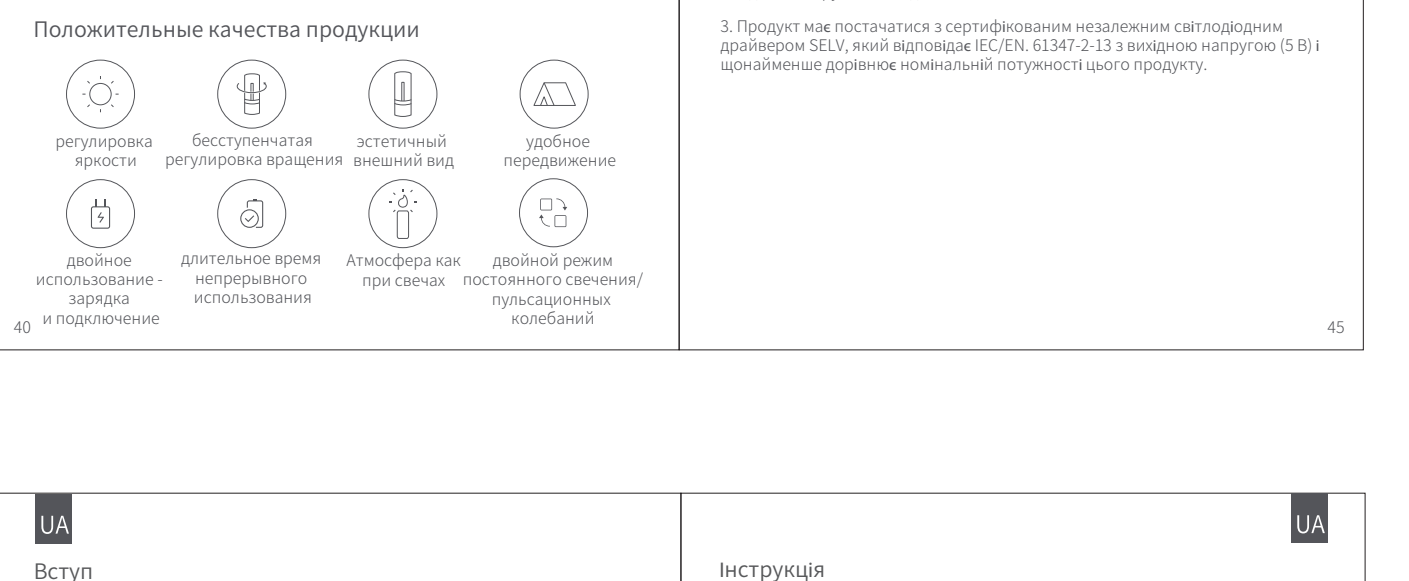 Положительные качества продукции
регулировка
яркости
бесступенчатая
регулировка вращения
эстетичный
внешний вид
удобное
передвижение
двойное
использование -
зарядка
и подключение
длительное время
непрерывного
использования
Атмосфера как
при свечах
двойной режим
постоянного свечения/
пульсационных
колебаний
40
3. Продукт має постачатися з сертифікованим незалежним світлодіодним
драйвером SELV, який відповідає IEC/EN. 61347-2-13 з вихідною напругою (5 В) і
щонайменше дорівнює номінальній потужності цього продукту.
45
UA
Вступ
UA
Інструкція